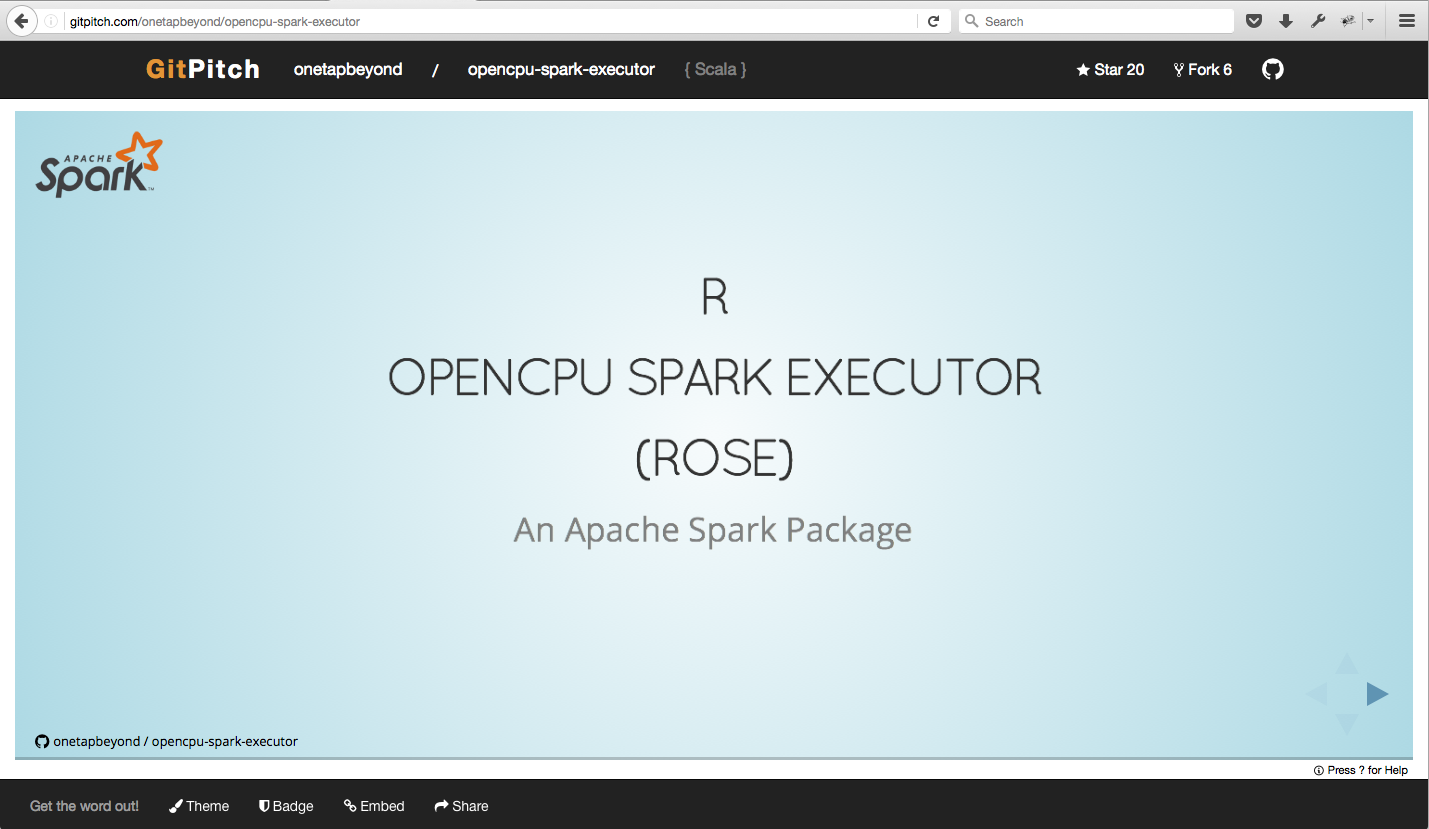 gitpitch.com/onetapbeyond/opencpu-spark-executor
Search
GitPitch onetapbeyond / opencpu-spark-executor { Scala } Star 20 Fork 6
APACHE
Spark™
R
OPENCPU SPARK EXECUTOR
(ROSE)
An Apache Spark Package
onetapbeyond / opencpu-spark-executor
Press ? for Help
Get the word out! Theme Badge Embed Share